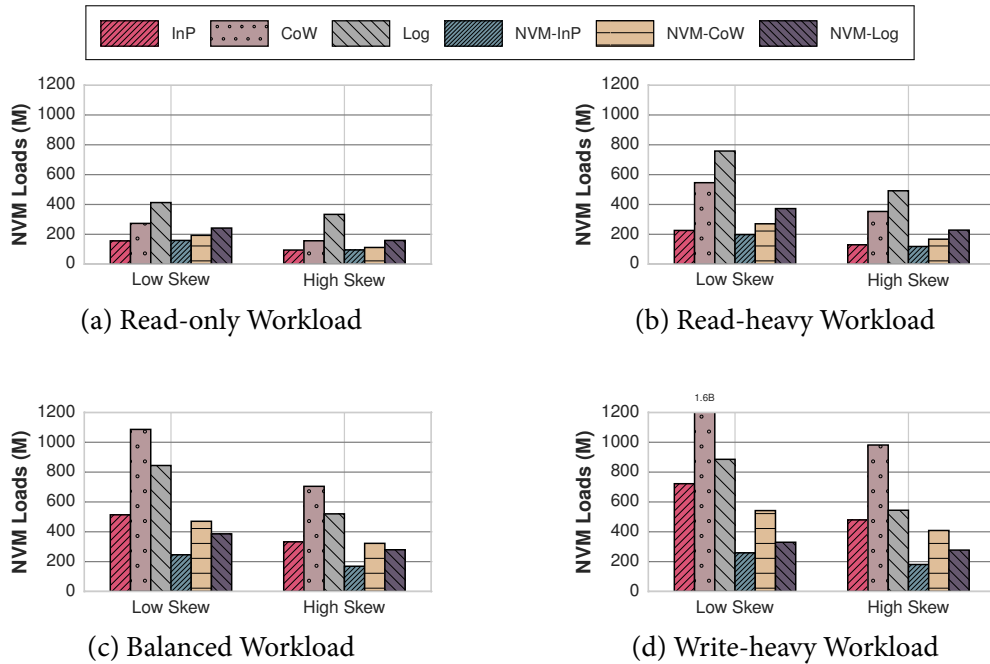 InP CoW Log NVM-InP NVM-CoW NVM-Log
NVM Loads (M)
1200
1000
800
600
400
200
0
Low Skew High Skew
(a) Read-only Workload
NVM Loads (M)
1200
1000
800
600
400
200
0
Low Skew High Skew
(b) Read-heavy Workload
NVM Loads (M)
1200
1000
800
600
400
200
0
Low Skew High Skew
(c) Balanced Workload
NVM Loads (M)
1.6B
1200
1000
800
600
400
200
0
Low Skew High Skew
(d) Write-heavy Workload